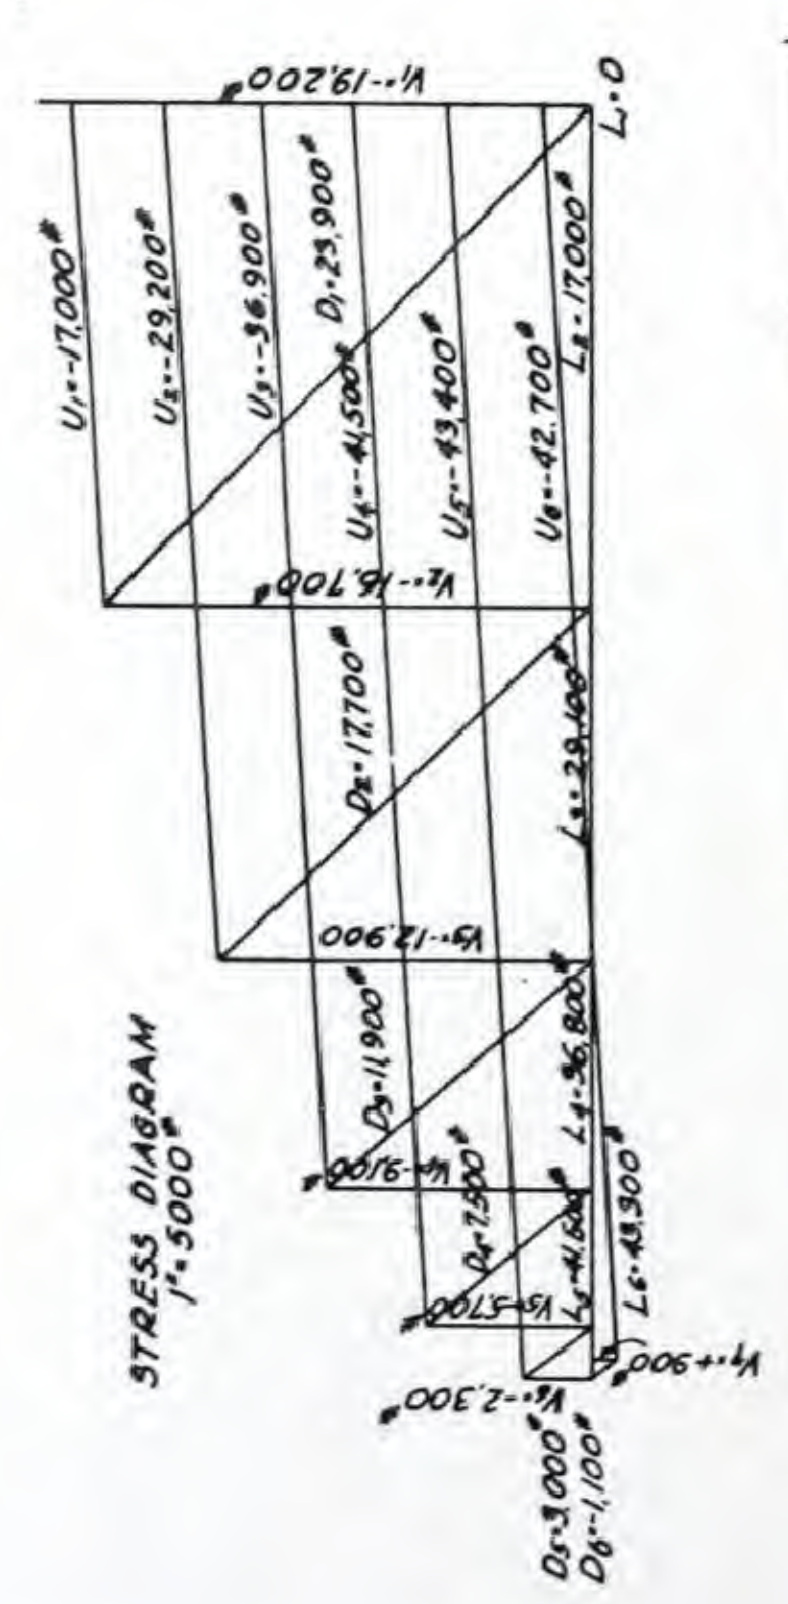 STRESS DIAGRAM
1"=5000#
U₁=-17,000#
U₂=-29,200#
U₃=-36,900#
U₄=-41,500#
U₅=-43,400#
U₆=-42,700#
V₁=-19,200#
V₂=-16,700#
V₃=-12,900
V₄=-9,100#
V₅=-5,700#
V₆=-2,300#
V₇=+900#
D₁=23,900#
D₂=17,700#
D₃=11,900#
D₄=7,500#
D₅=3,000#
D₆=-1,100#
L₁=0
L₂=17,000#
L₃=29,100#
L₄=36,800#
L₅=41,600#
L₆=43,300#